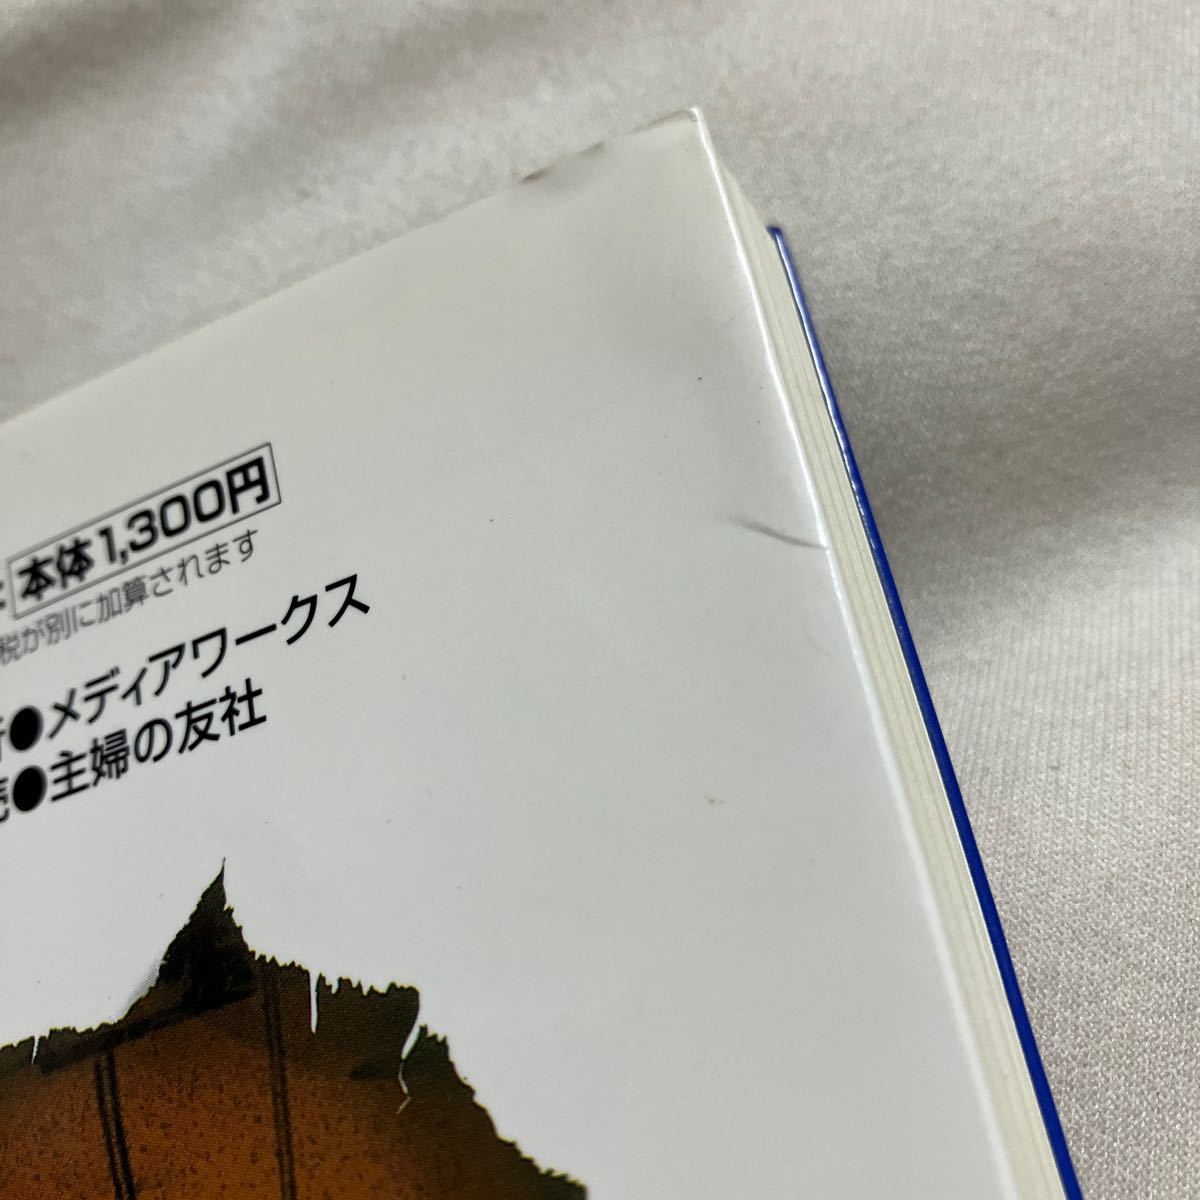 本体1,300円
税が別に加算されます
●メディアワークス
●主婦の友社